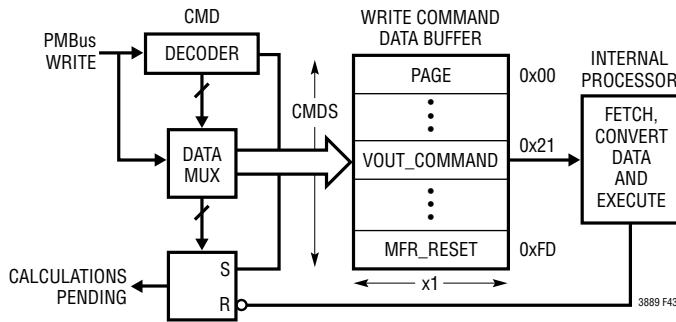 CMD
PMBus
WRITE
DECODER
DATA
MUX
S
R
CALCULATIONS
PENDING
CMDS
WRITE COMMAND
DATA BUFFER
PAGE
0x00
•
•
•
VOUT_COMMAND
0x21
•
•
•
MFR_RESET
0xFD
x1
INTERNAL
PROCESSOR
FETCH,
CONVERT
DATA
AND
EXECUTE
3889 F43